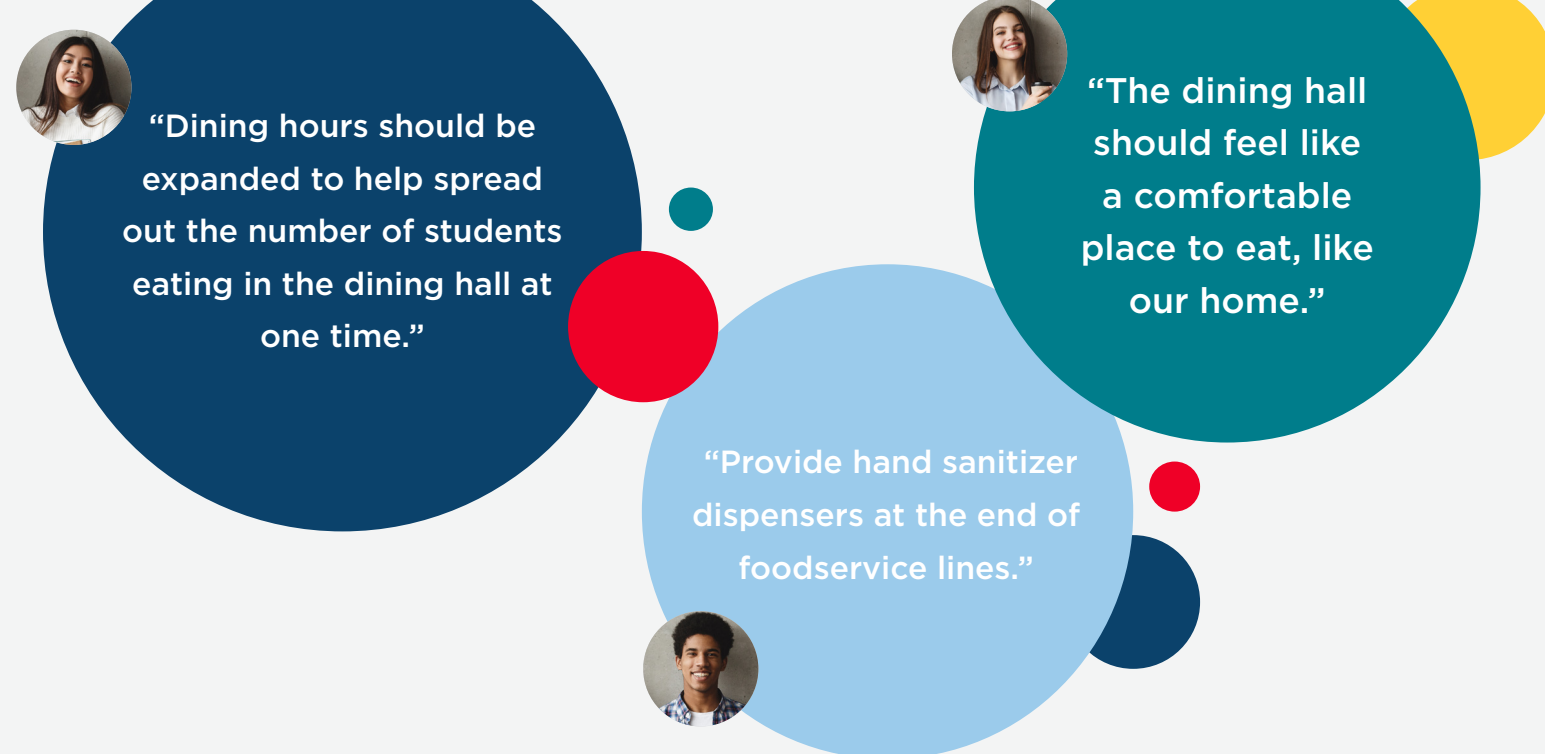 “Dining hours should be
expanded to help spread
out the number of students
eating in the dining hall at
one time.”
“The dining hall
should feel like
a comfortable
place to eat, like
our home.”
“Provide hand sanitizer
dispensers at the end of
foodservice lines.”